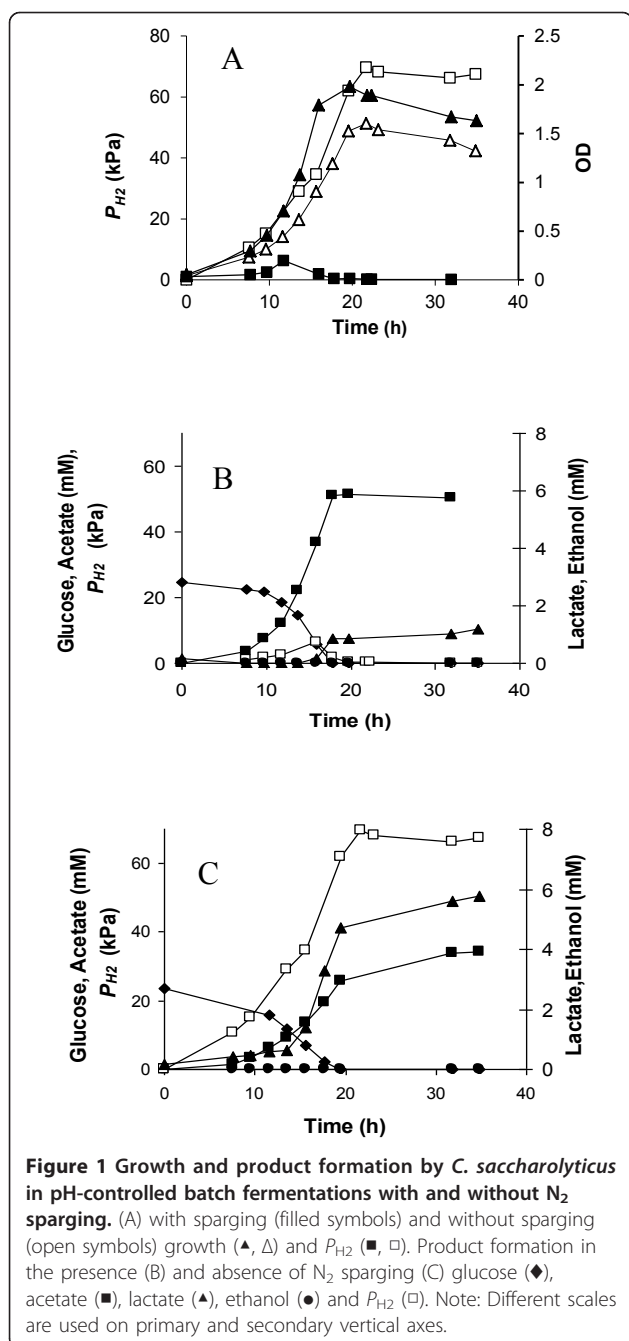 A
80
60
40
20
0
P_H2 (kPa)
2.5
2
1.5
1
0.5
0
OD
0 10 20 30 40
Time (h)
B
60
40
20
0
Glucose, Acetate (mM),
P_H2 (kPa)
8
6
4
2
0
Lactate, Ethanol (mM)
0 10 20 30 40
Time (h)
C
60
40
20
0
Glucose, Acetate (mM)
P_H2 (kPa)
8
6
4
2
0
Lactate,Ethanol (mM)
0 10 20 30 40
Time (h)
Figure 1 Growth and product formation by C. saccharolyticus
in pH-controlled batch fermentations with and without N₂
sparging. (A) with sparging (filled symbols) and without sparging
(open symbols) growth (▲, Δ) and P_H2 (■, □). Product formation in
the presence (B) and absence of N₂ sparging (C) glucose (◆),
acetate (■), lactate (▲), ethanol (●) and P_H2 (□). Note: Different scales
are used on primary and secondary vertical axes.